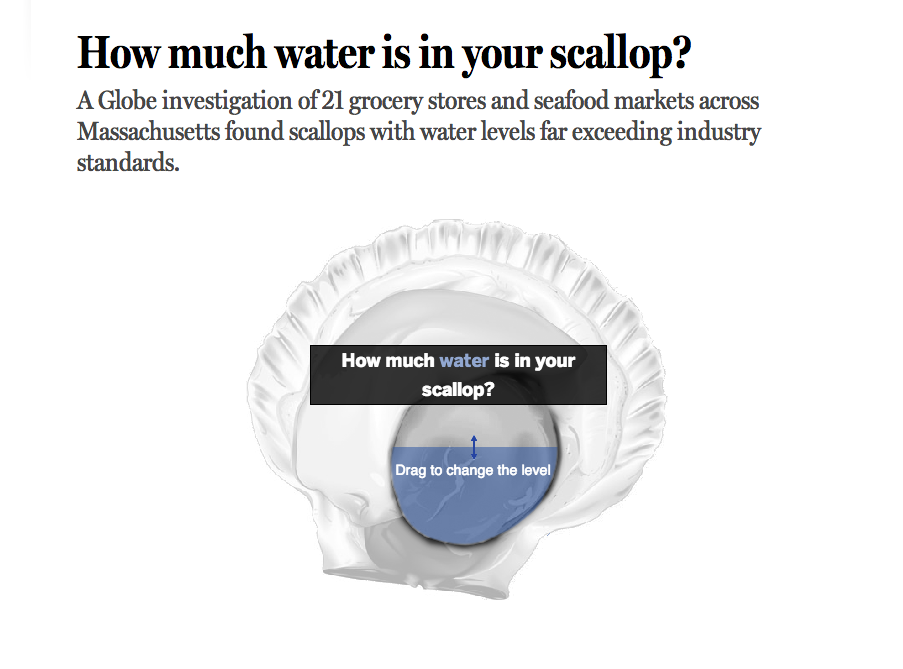 How much water is in your scallop?
A Globe investigation of 21 grocery stores and seafood markets across
Massachusetts found scallops with water levels far exceeding industry
standards.
How much water is in your
scallop?
Drag to change the level